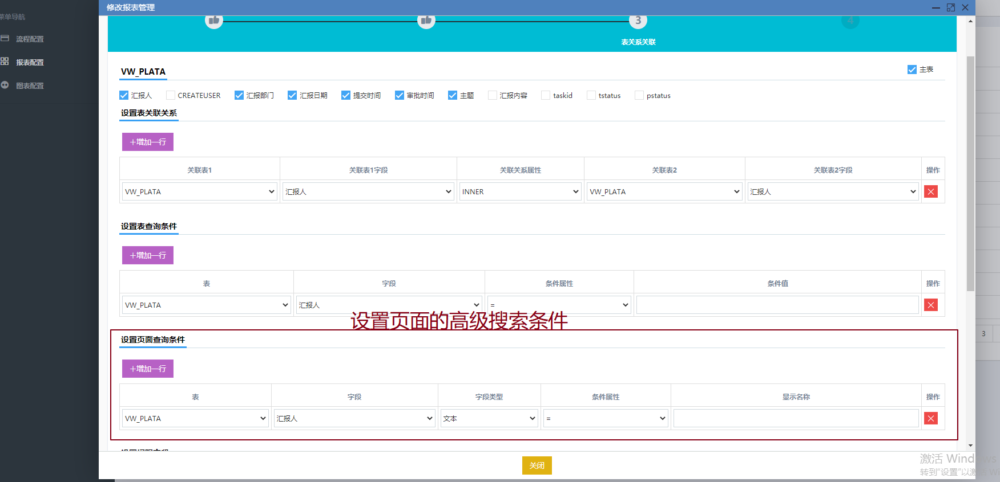 修改报表管理
菜单导航
流程配置
报表配置
图表配置
3
4
表关系关联
VW_PLATA
主表
汇报人 CREATEUSER 汇报部门 汇报日期 提交时间 审批时间 主题 汇报内容 taskid tstatus pstatus
设置表关联关系
+增加一行
关联表1 关联表1字段 关联关系属性 关联表2 关联表2字段 操作
VW_PLATA 汇报人 INNER VW_PLATA 汇报人
设置表查询条件
+增加一行
表 字段 条件属性 条件值 操作
VW_PLATA 汇报人 =
设置页面的高级搜索条件
设置页面查询条件
3
+增加一行
表 字段 字段类型 条件属性 显示名称 操作
VW_PLATA 汇报人 文本 =
关闭
激活 Windows
转到"设置"以激